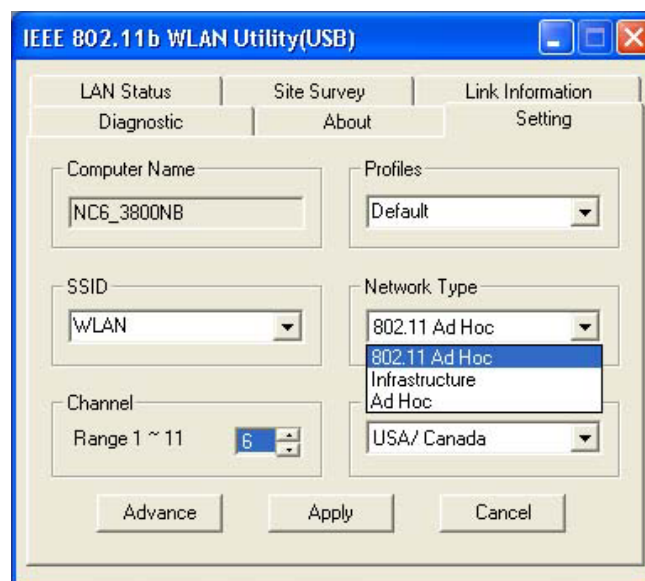 IEEE 802.11b WLAN Utility(USB)
LAN Status
Site Survey
Link Information
Diagnostic
About
Setting
Computer Name
NC6_3800NB
Profiles
Default
SSID
WLAN
Network Type
802.11 Ad Hoc
802.11 Ad Hoc
Infrastructure
Ad Hoc
Channel
Range 1 ~ 11
6
USA/ Canada
Advance
Apply
Cancel